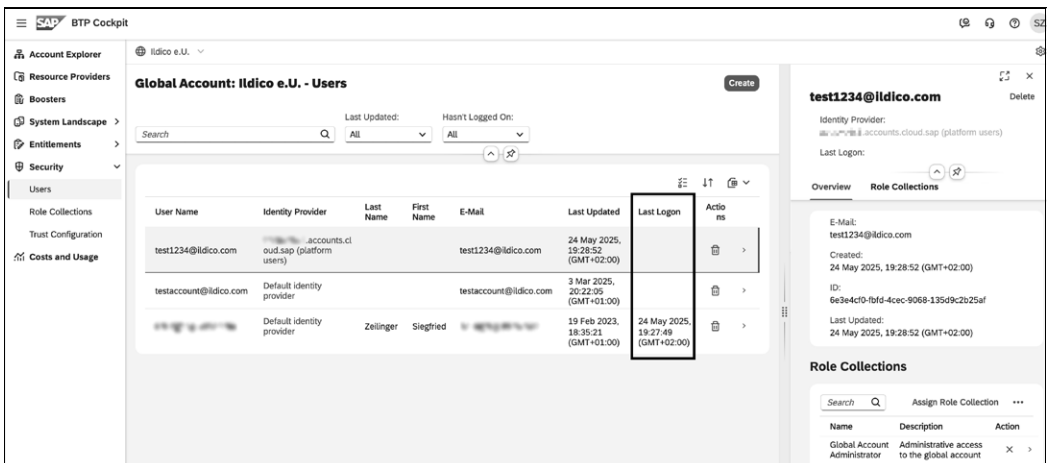 SAP BTP Cockpit
SZ
Account Explorer
Resource Providers
Boosters
System Landscape
Entitlements
Security
Users
Role Collections
Trust Configuration
Costs and Usage
Ildico e.U.
Global Account: Ildico e.U. - Users
Create
Last Updated:
Hasn't Logged On:
Search
All
All
User Name
Identity Provider
Last
Name
First
Name
E-Mail
Last Updated
Last Logon
Actio
ns
test1234@ildico.com
.accounts.cl
oud.sap (platform
users)
test1234@ildico.com
24 May 2025,
19:28:52
(GMT+02:00)
testaccount@ildico.com
Default identity
provider
testaccount@ildico.com
3 Mar 2025,
20:22:05
(GMT+01:00)
Default identity
provider
Zeilinger
Siegfried
19 Feb 2023,
18:35:21
(GMT+01:00)
24 May 2025,
19:27:49
(GMT+02:00)
test1234@ildico.com
Delete
Identity Provider:
.accounts.cloud.sap (platform users)
Last Logon:
Overview
Role Collections
E-Mail:
test1234@ildico.com
Created:
24 May 2025, 19:28:52 (GMT+02:00)
ID:
6e3e4cf0-fbfd-4cec-9068-135d9c2b25af
Last Updated:
24 May 2025, 19:28:52 (GMT+02:00)
Role Collections
Search
Assign Role Collection
Name
Description
Action
Global Account
Administrator
Administrative access
to the global account